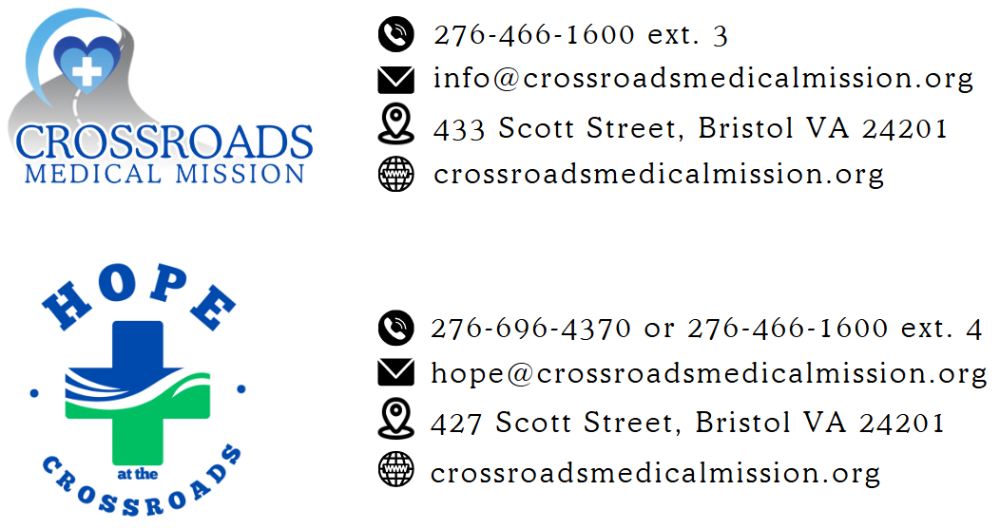 CROSSROADS
MEDICAL MISSION
276-466-1600 ext. 3
info@crossroadsmedicalmission.org
433 Scott Street, Bristol VA 24201
www
crossroadsmedicalmission.org
HOPE
at the
CROSSROADS
276-696-4370 or 276-466-1600 ext. 4
hope@crossroadsmedicalmission.org
427 Scott Street, Bristol VA 24201
www
crossroadsmedicalmission.org